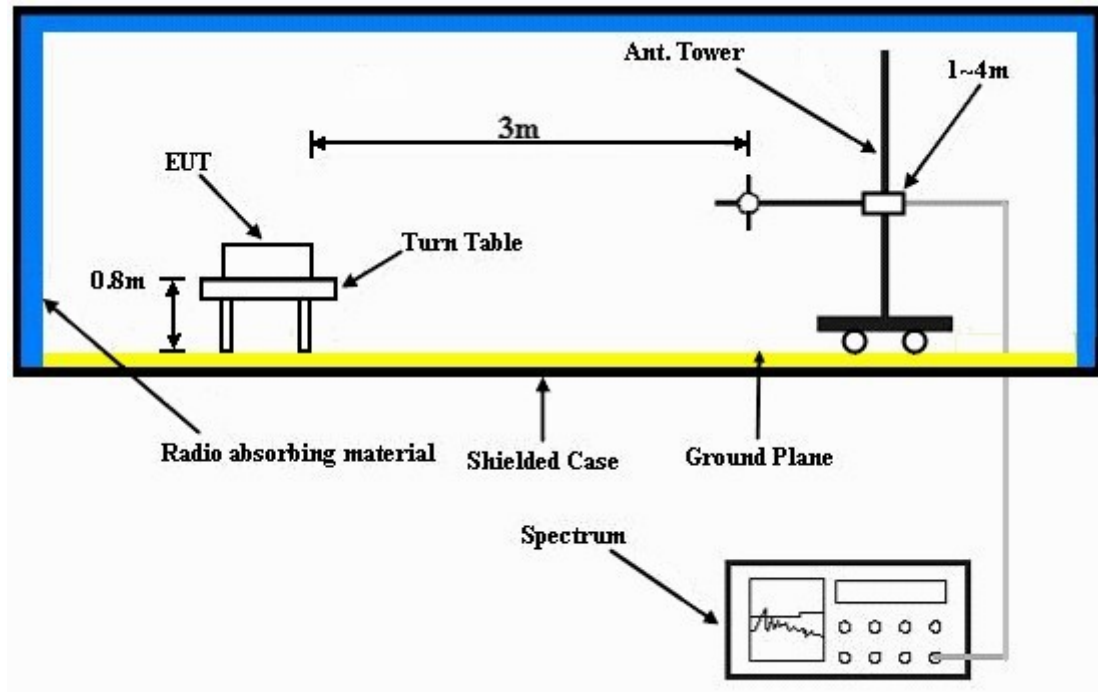 Ant. Tower
1~4m
3m
EUT
Turn Table
0.8m
Radio absorbing material
Shielded Case
Ground Plane
Spectrum